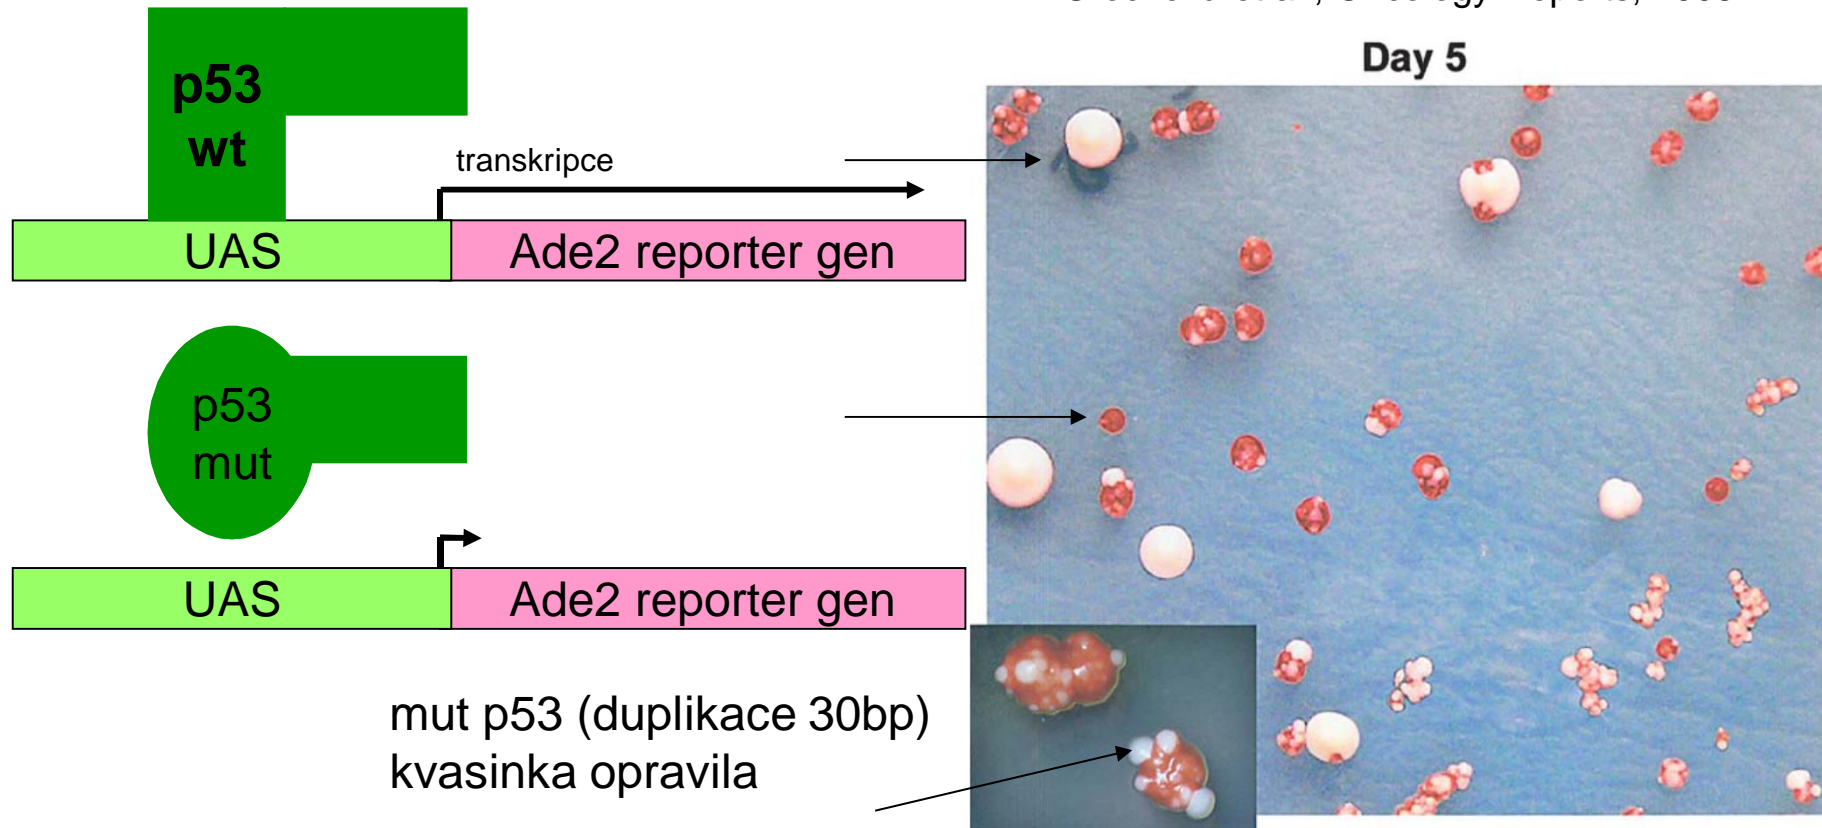 Day 5
p53
wt
transkripce
UAS
Ade2 reporter gen
p53
mut
UAS
Ade2 reporter gen
mut p53 (duplikace 30bp)
kvasinka opravila